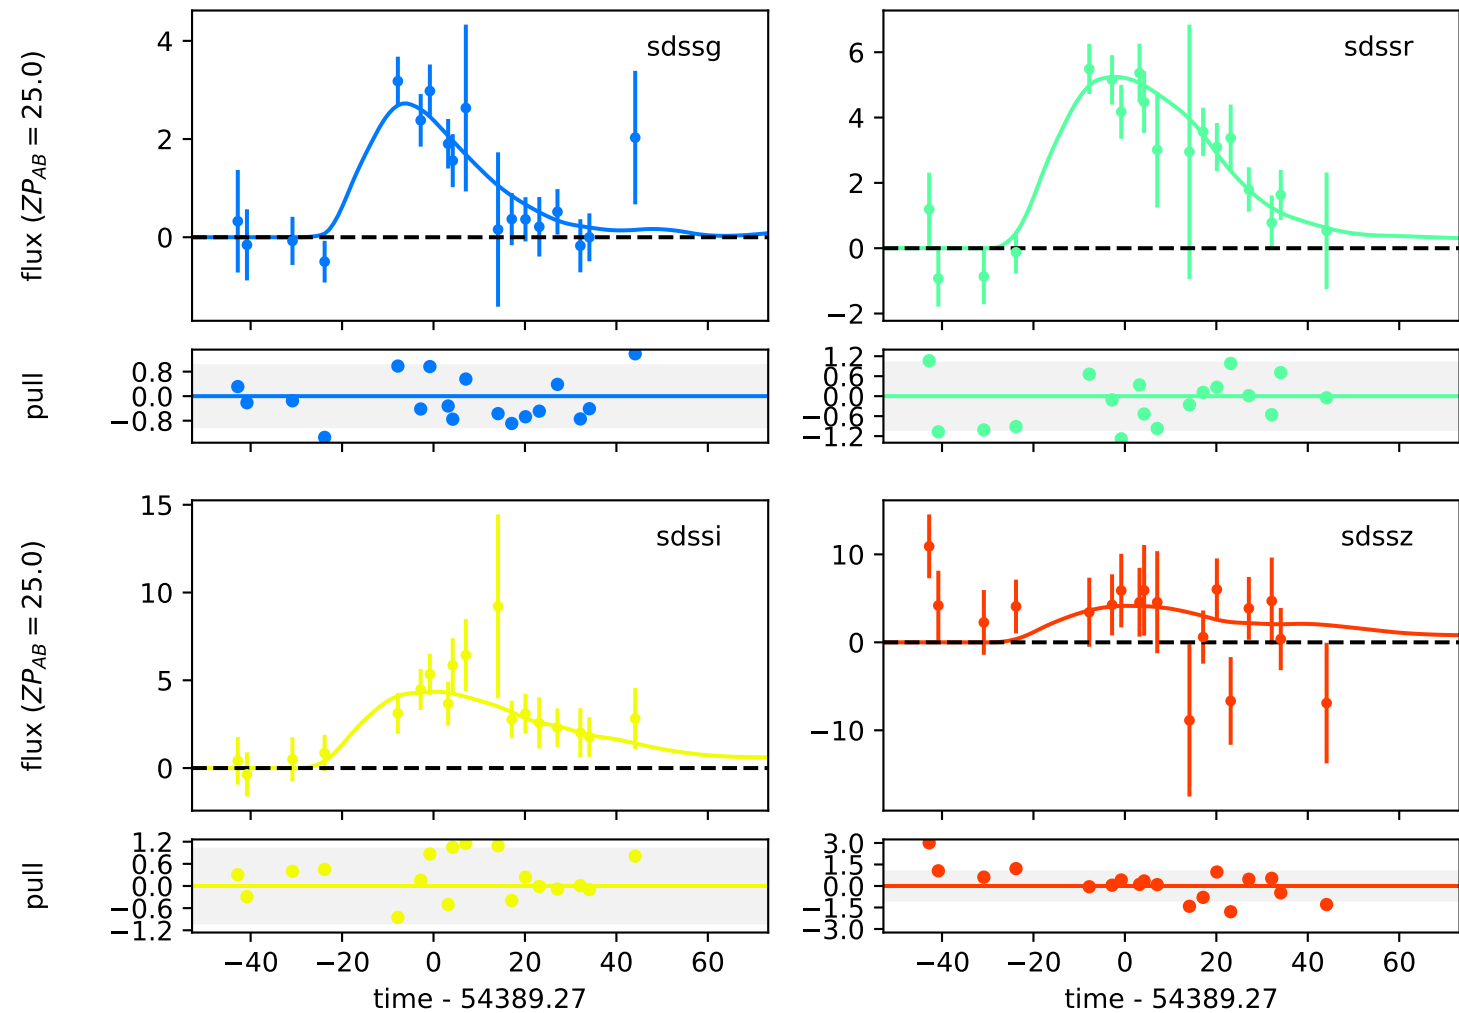 flux (ZP_AB = 25.0)
4
2
0
sdssg
6
4
2
0
−2
sdssr
pull
0.8
0.0
−0.8
1.2
0.6
0.0
−0.6
−1.2
flux (ZP_AB = 25.0)
15
10
5
0
sdssi
10
0
−10
sdssz
pull
1.2
0.6
0.0
−0.6
−1.2
3.0
1.5
0.0
−1.5
−3.0
−40 −20 0 20 40 60
−40 −20 0 20 40 60
time - 54389.27
time - 54389.27